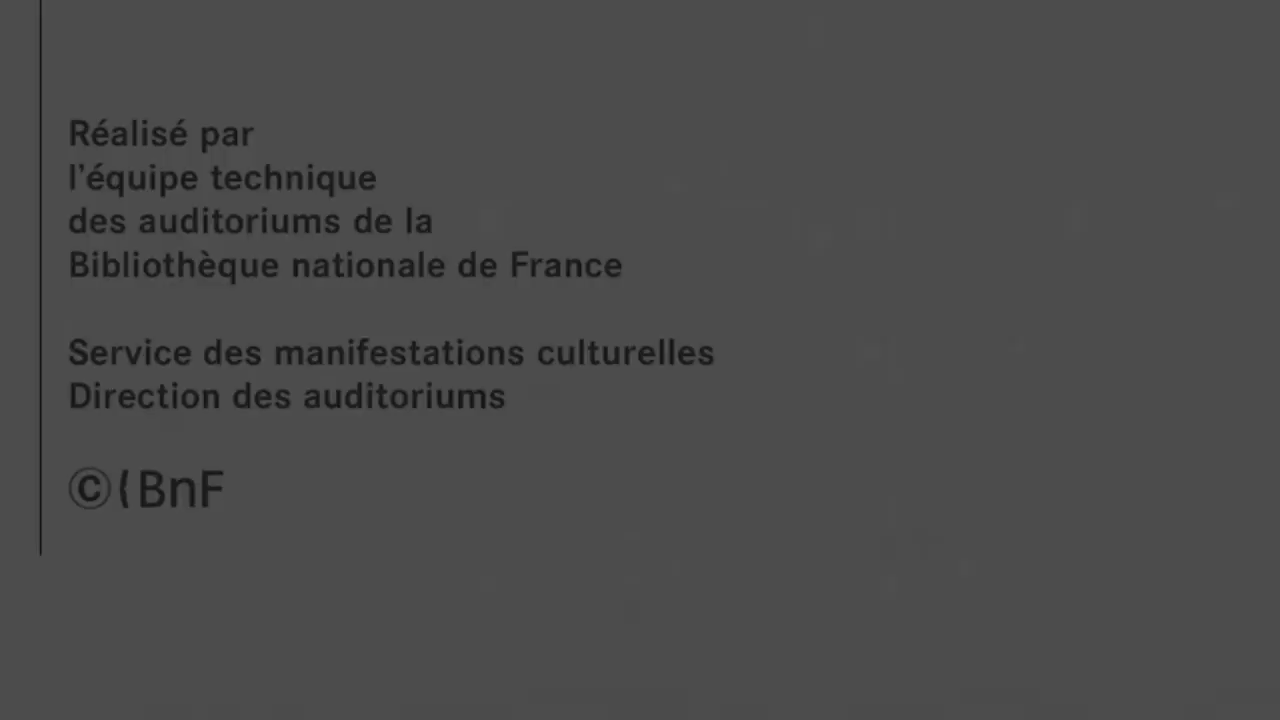 Réalisé par
l’équipe technique
des auditoriums de la
Bibliothèque nationale de France
Service des manifestations culturelles
Direction des auditoriums
©{BnF